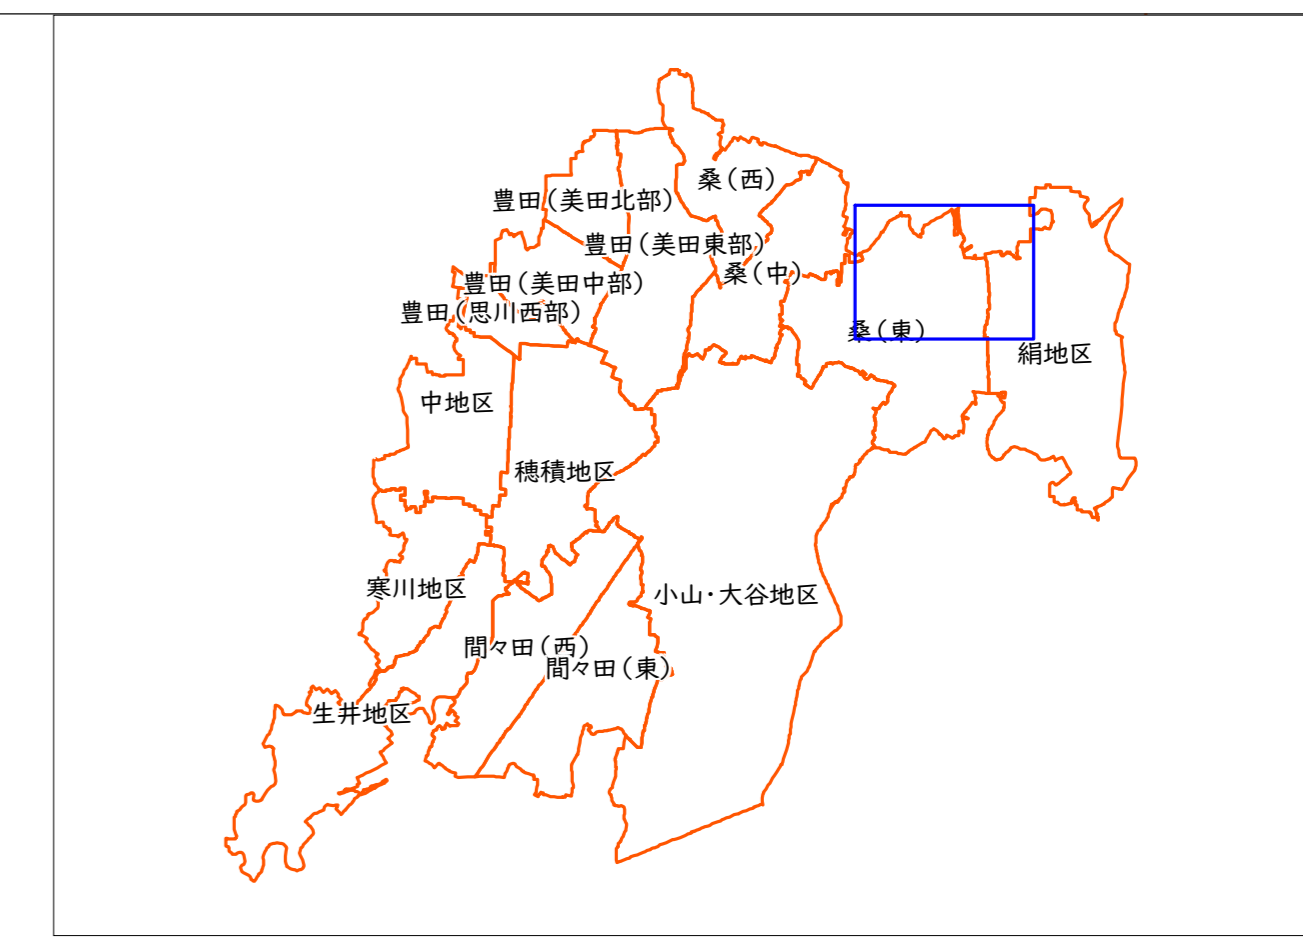 桑（西）
豊田（美田北部）
豊田（美田東部）
桑（中）
豊田（美田中部）
豊田（思川西部）
桑（東）
絹地区
中地区
穂積地区
寒川地区
小山・大谷地区
間々田（西）
間々田（東）
生井地区